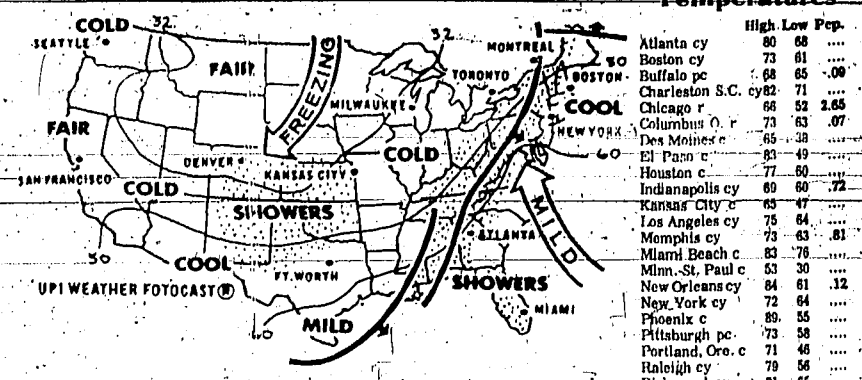 COLD
32
SEATTLE
FAIR
FREEZING
32
MONTREAL
TORONTO
50
BOSTON
COOL
NEW YORK
60
MILWAUKEE
FAIR
DENVER
KANSAS CITY
COLD
SAN FRANCISCO
COLD
SHOWERS
MILD
ATLANTA
50
COOL
FT. WORTH
SHOWERS
UPI WEATHER FOTOCAST
MIAMI
MILD
60
Temperatures
High Low Pcp.
Atlanta cy 80 68 ....
Boston cy 73 61 ....
Buffalo pc 68 65 .09
Charleston S.C. cy 82 71 ....
Chicago r 66 52 2.65
Columbus O. r 73 63 .07
Des Moines c 65 38 ....
El Paso c 83 49 ....
Houston c 77 60 ....
Indianapolis cy 69 60 .72
Kansas City c 65 47 ....
Los Angeles cy 75 64 ....
Memphis cy 73 63 .81
Miami Beach c 83 76 ....
Minn.-St. Paul c 53 30 ....
New Orleans cy 84 61 .12
New York cy 72 64 ....
Phoenix c 89 55 ....
Pittsburgh pc 73 58 ....
Portland, Ore. c 71 46 ....
Raleigh cy 79 56 ....